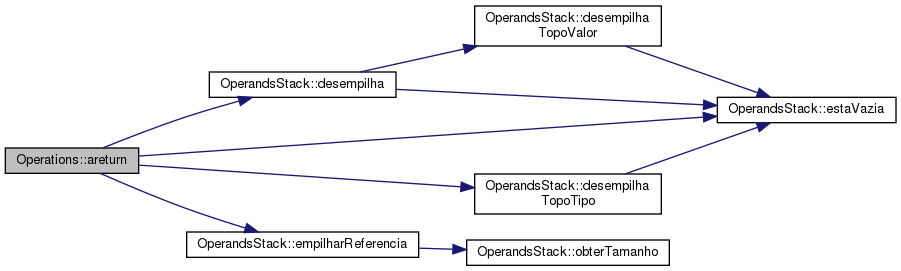 Operations::areturn
OperandsStack::desempilha
OperandsStack::desempilha
TopoValor
OperandsStack::estaVazia
OperandsStack::desempilha
TopoTipo
OperandsStack::empilharReferencia
OperandsStack::obterTamanho